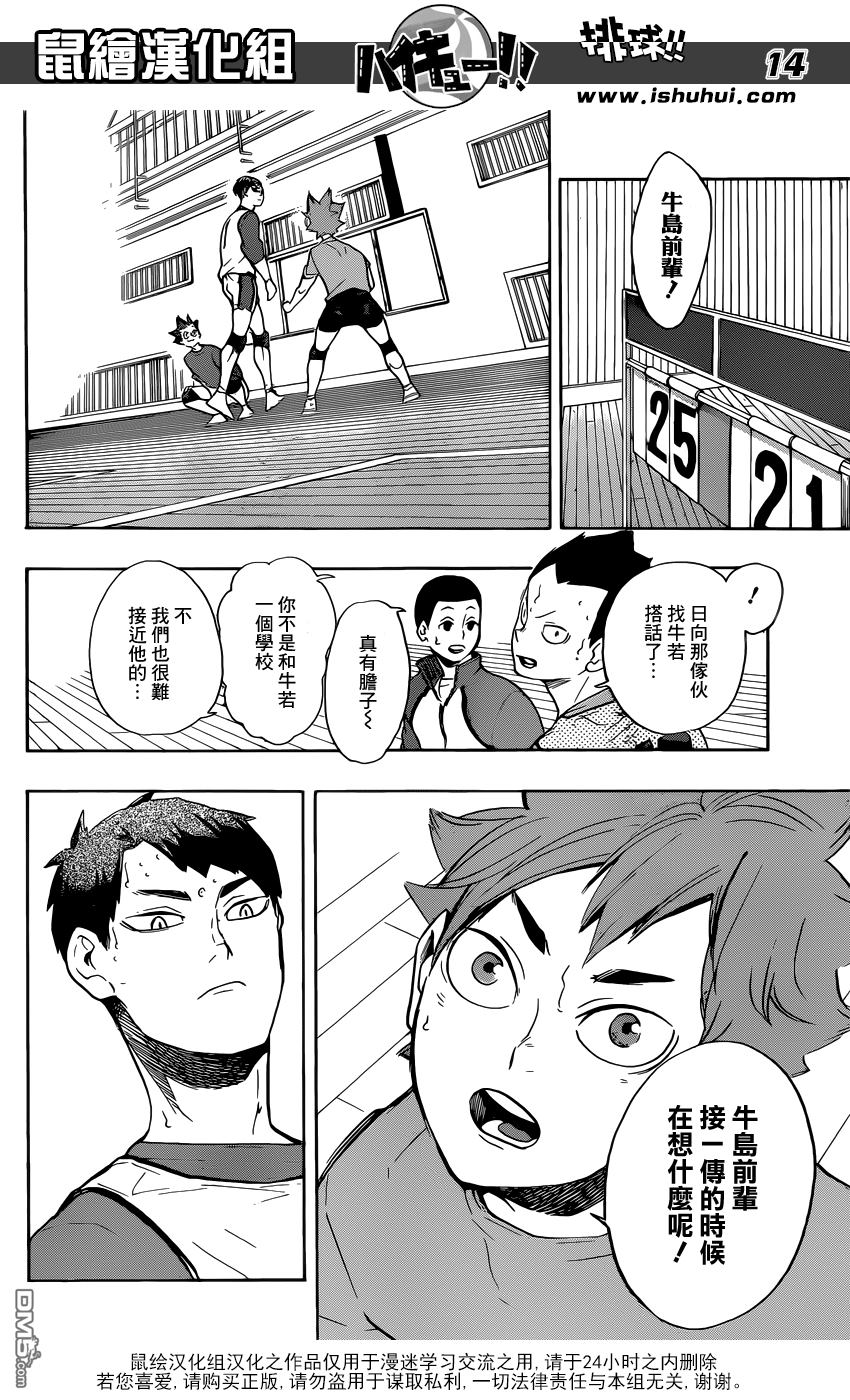 鼠繪漢化組
ハイキュー!!
排球!!
14
www.ishuhui.com
牛島前輩！
25
21
！
日向那傢伙
找牛若
搭話了…
真有膽子～
你不是和牛若
一個學校
不
我們也很難
接近他的…
牛島前輩
接一傳的時候
在想什麼呢！
DM5.com
鼠绘汉化组汉化之作品仅用于漫迷学习交流之用, 请于24小时之内删除
若您喜爱, 请购买正版, 请勿盗用于谋取私利, 一切法律责任与本组无关, 谢谢.